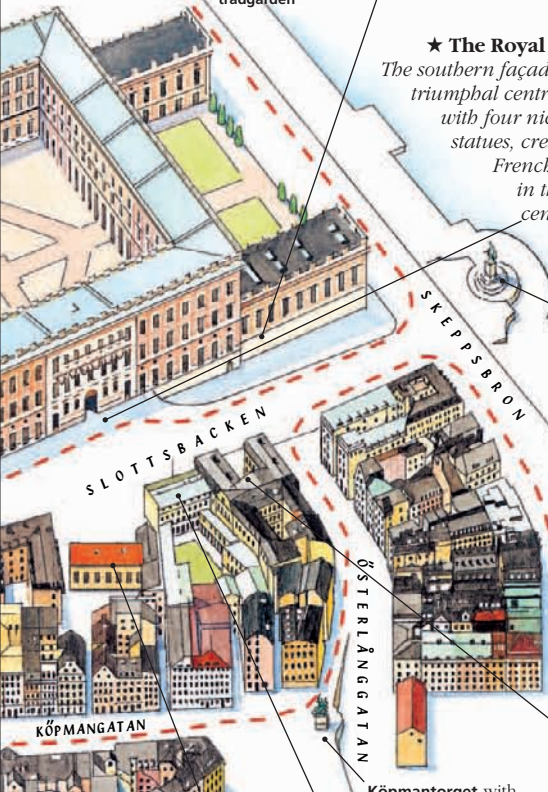 trädgården
★ The Royal
The southern façad
triumphal centr
with four nic
statues, cre
French
in t
cen
SKEPPSBRON
SLOTTSBACKEN
ÖSTERLÅNGGATAN
KÖPMANGATAN
Köpmantorget with